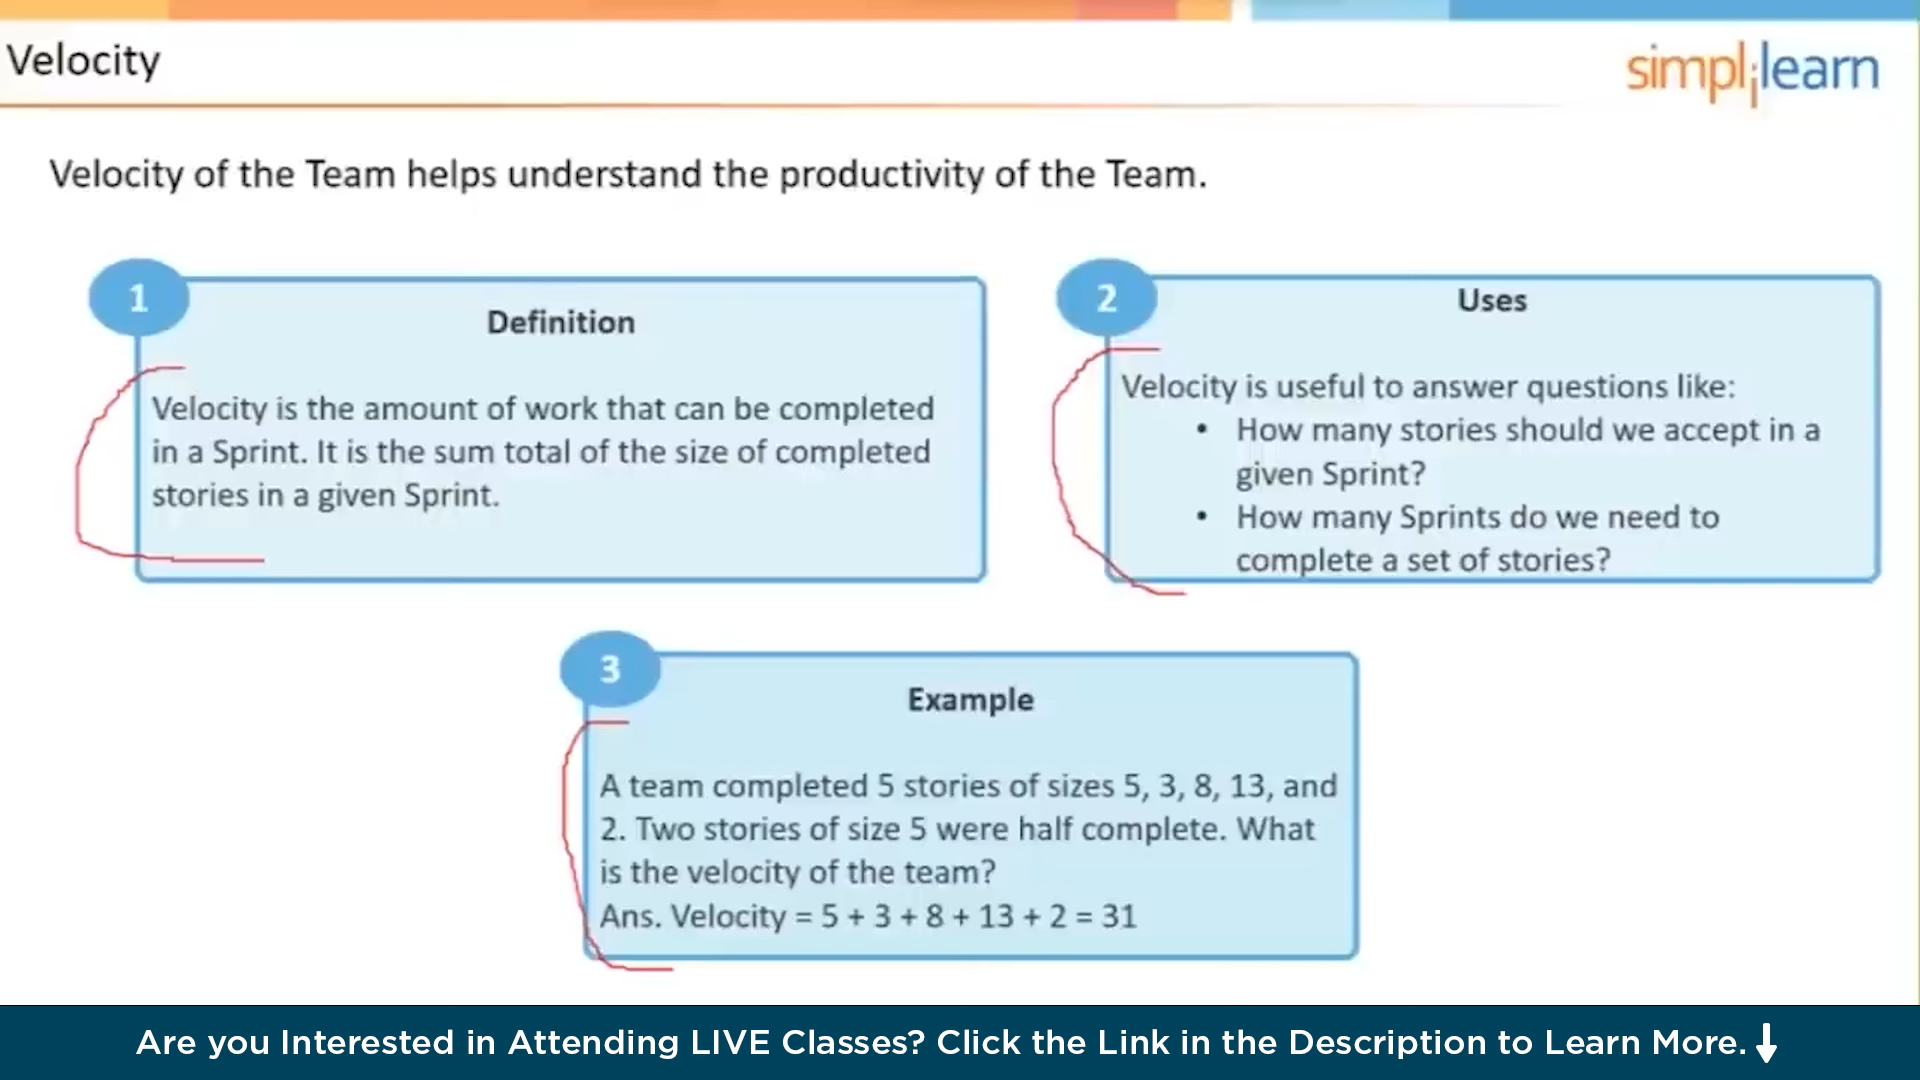 Velocity
simplilearn
Velocity of the Team helps understand the productivity of the Team.
1
Definition
Velocity is the amount of work that can be completed
in a Sprint. It is the sum total of the size of completed
stories in a given Sprint.
2
Uses
Velocity is useful to answer questions like:
• How many stories should we accept in a
given Sprint?
• How many Sprints do we need to
complete a set of stories?
3
Example
A team completed 5 stories of sizes 5, 3, 8, 13, and
2. Two stories of size 5 were half complete. What
is the velocity of the team?
Ans. Velocity = 5 + 3 + 8 + 13 + 2 = 31
Are you Interested in Attending LIVE Classes? Click the Link in the Description to Learn More.